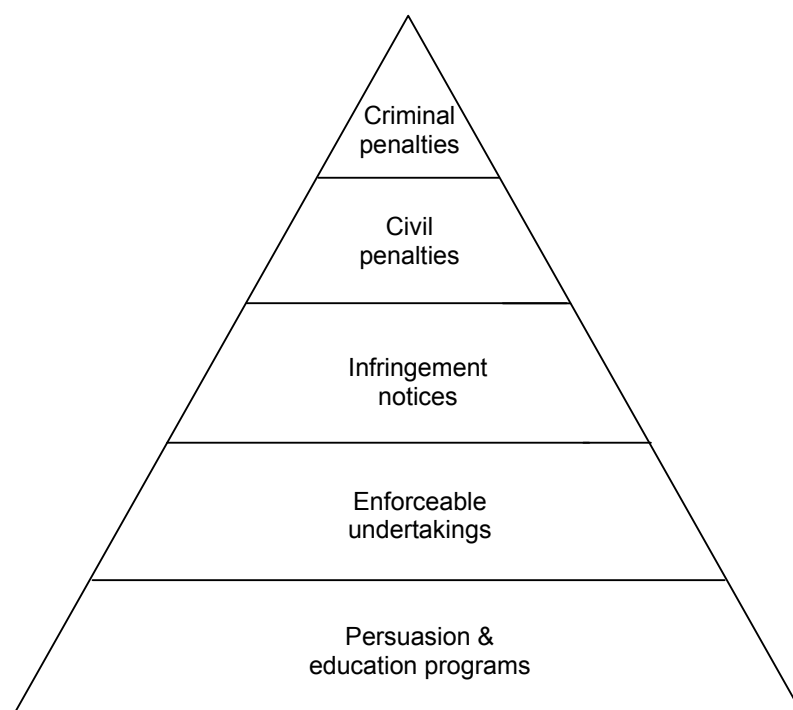 Criminal
penalties
Civil
penalties
Infringement
notices
Enforceable
undertakings
Persuasion &
education programs